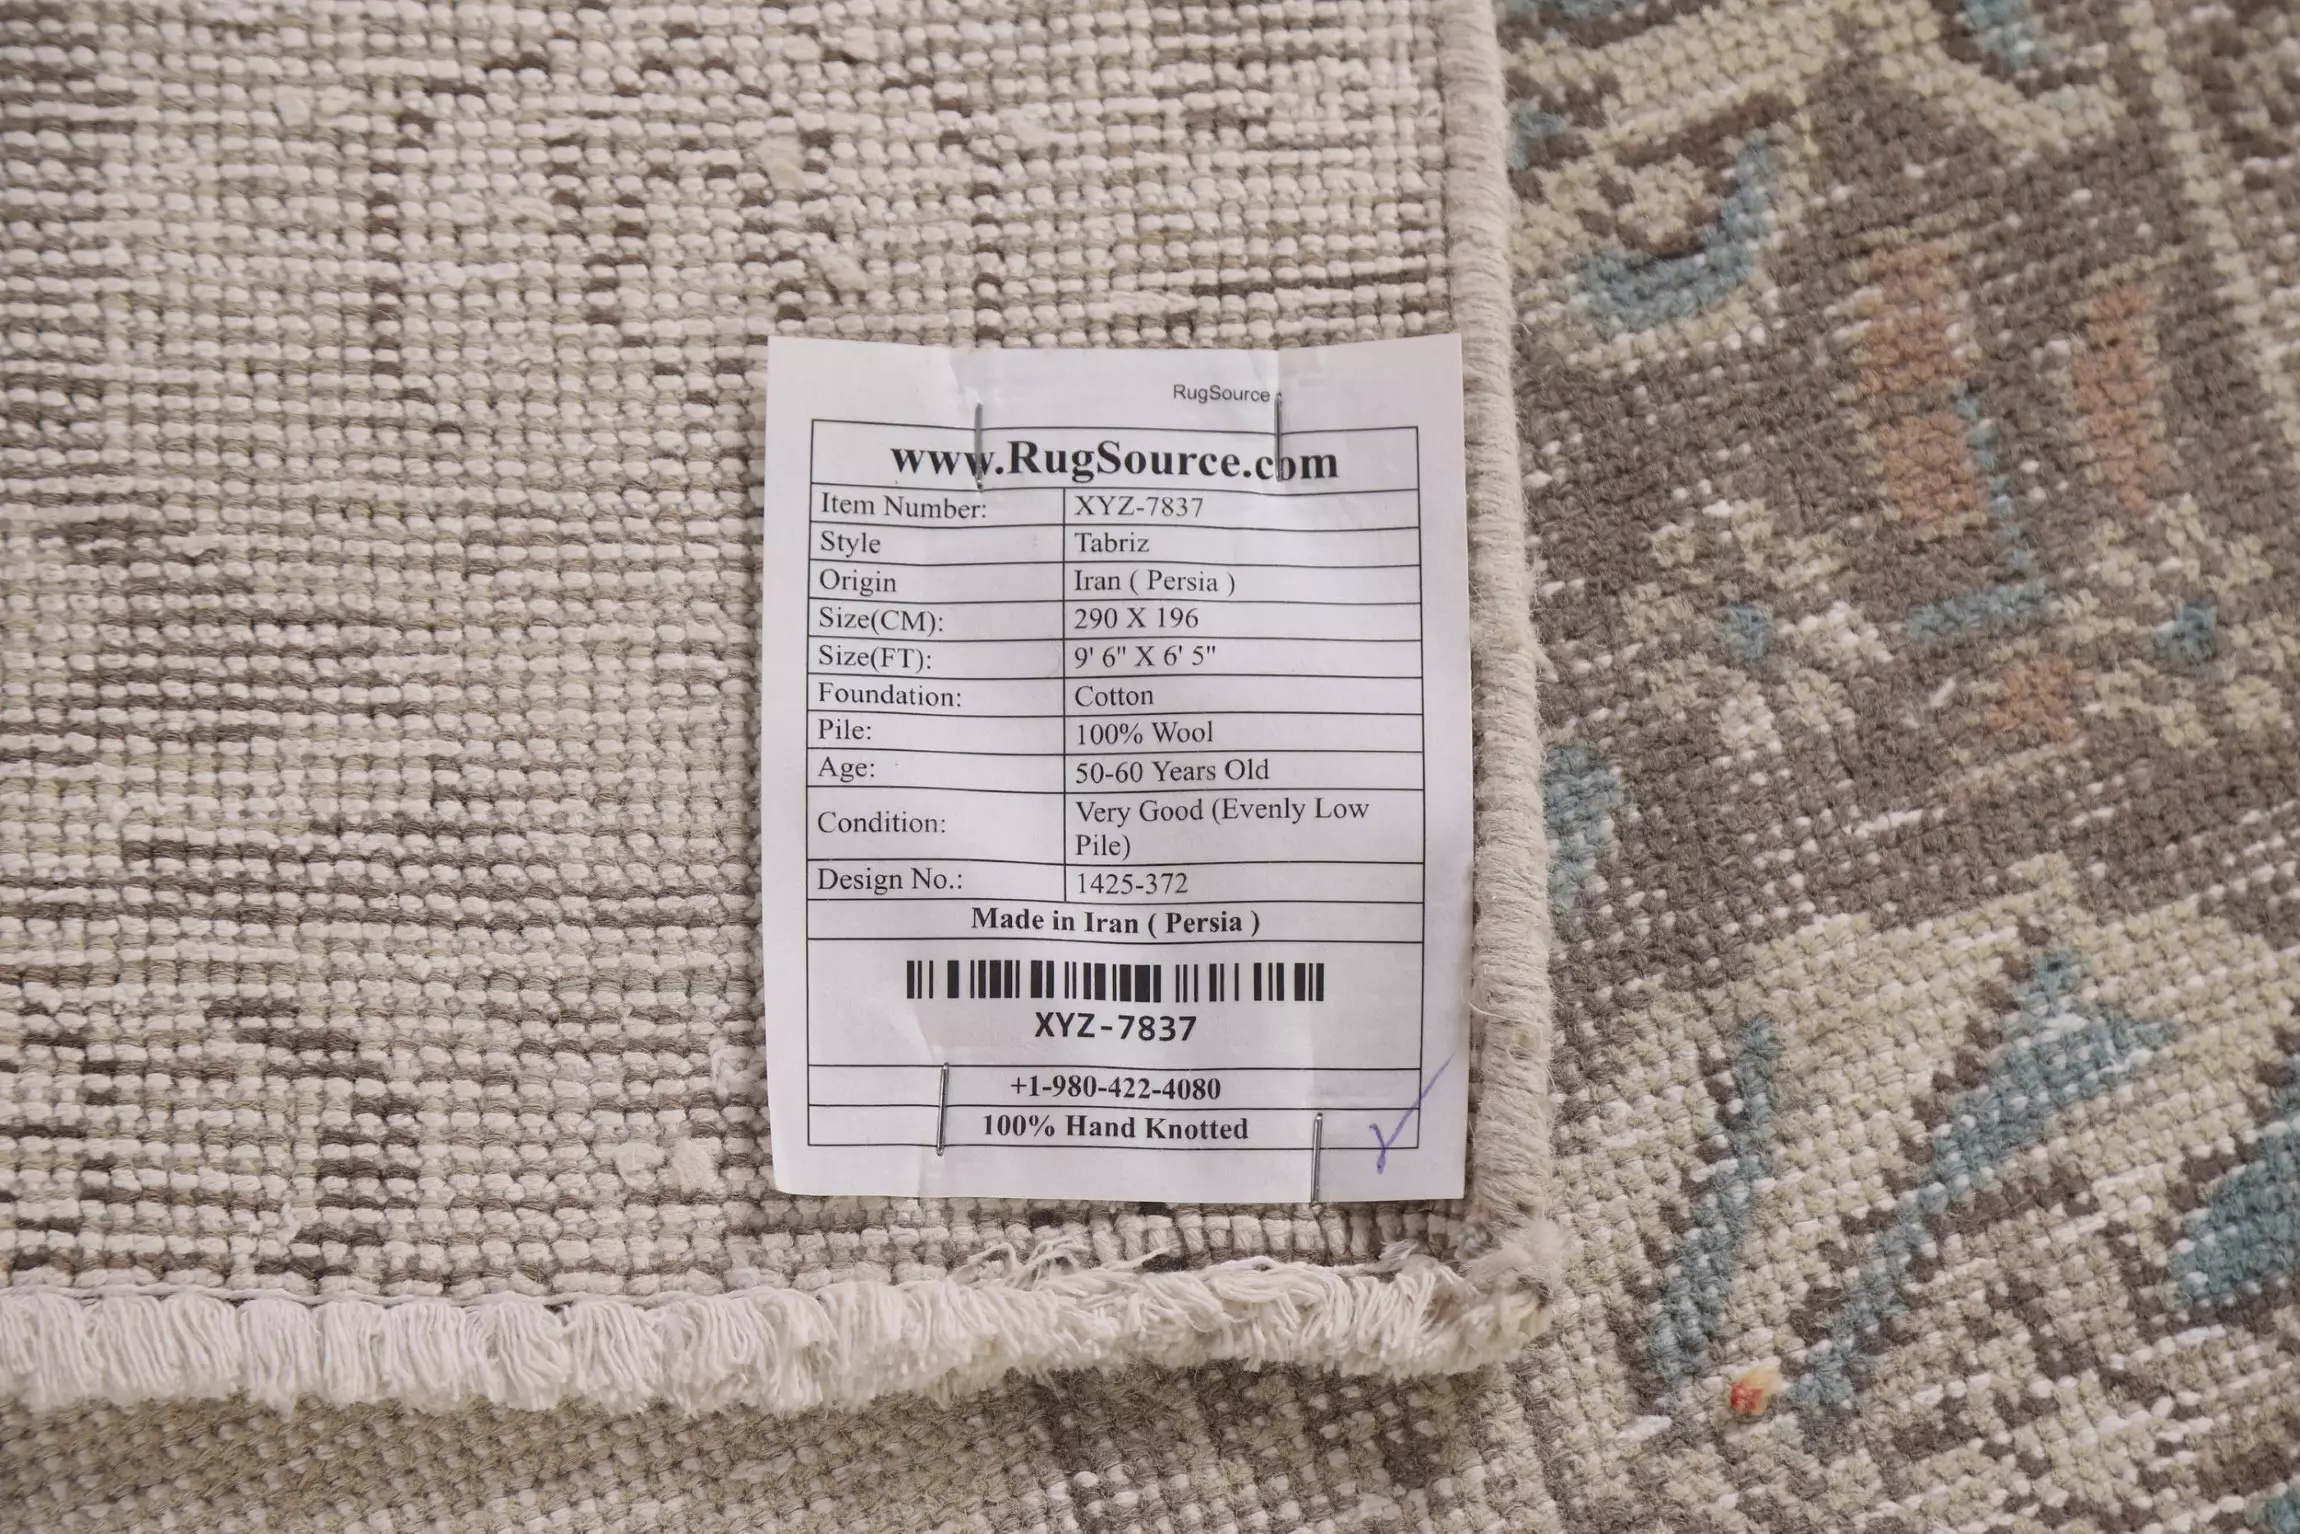 RugSource
www.RugSource.com
Item Number: XYZ-7837
Style Tabriz
Origin Iran ( Persia )
Size(CM): 290 X 196
Size(FT): 9' 6" X 6' 5"
Foundation: Cotton
Pile: 100% Wool
Age: 50-60 Years Old
Condition: Very Good (Evenly Low
Pile)
Design No.: 1425-372
Made in Iran ( Persia )
XYZ-7837
+1-980-422-4080
100% Hand Knotted